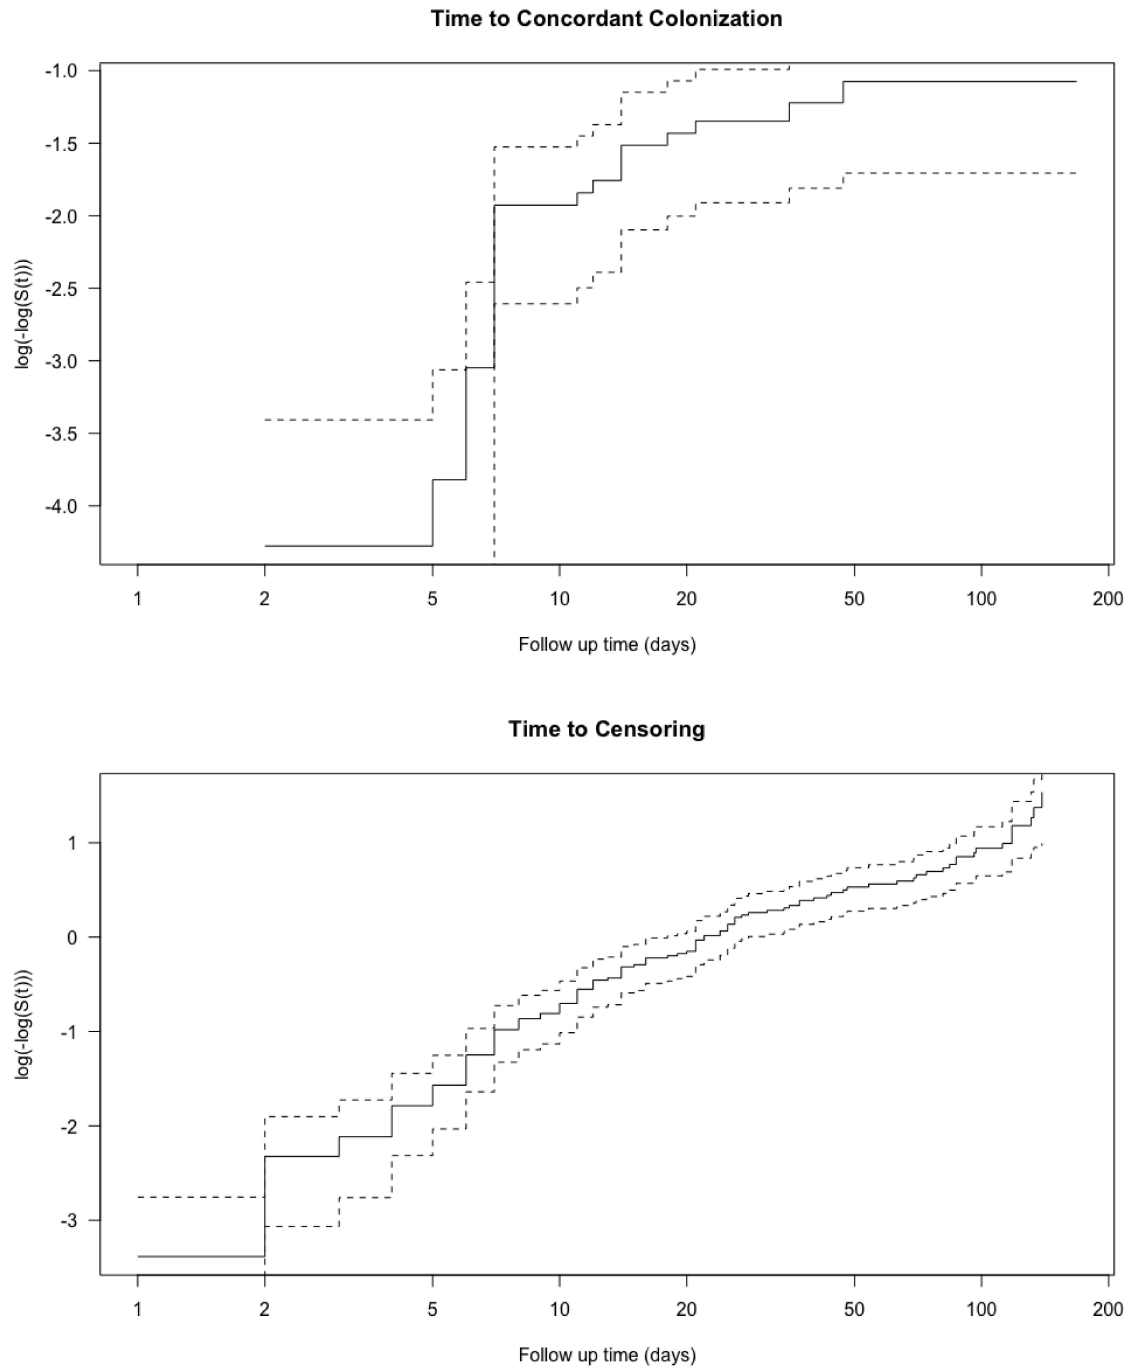 Time to Concordant Colonization
-1.0
-1.5
-2.0
-2.5
-3.0
-3.5
-4.0
log(-log(S(t)))
1 2 5 10 20 50 100 200
Follow up time (days)
Time to Censoring
1
0
-1
-2
-3
log(-log(S(t)))
1 2 5 10 20 50 100 200
Follow up time (days)